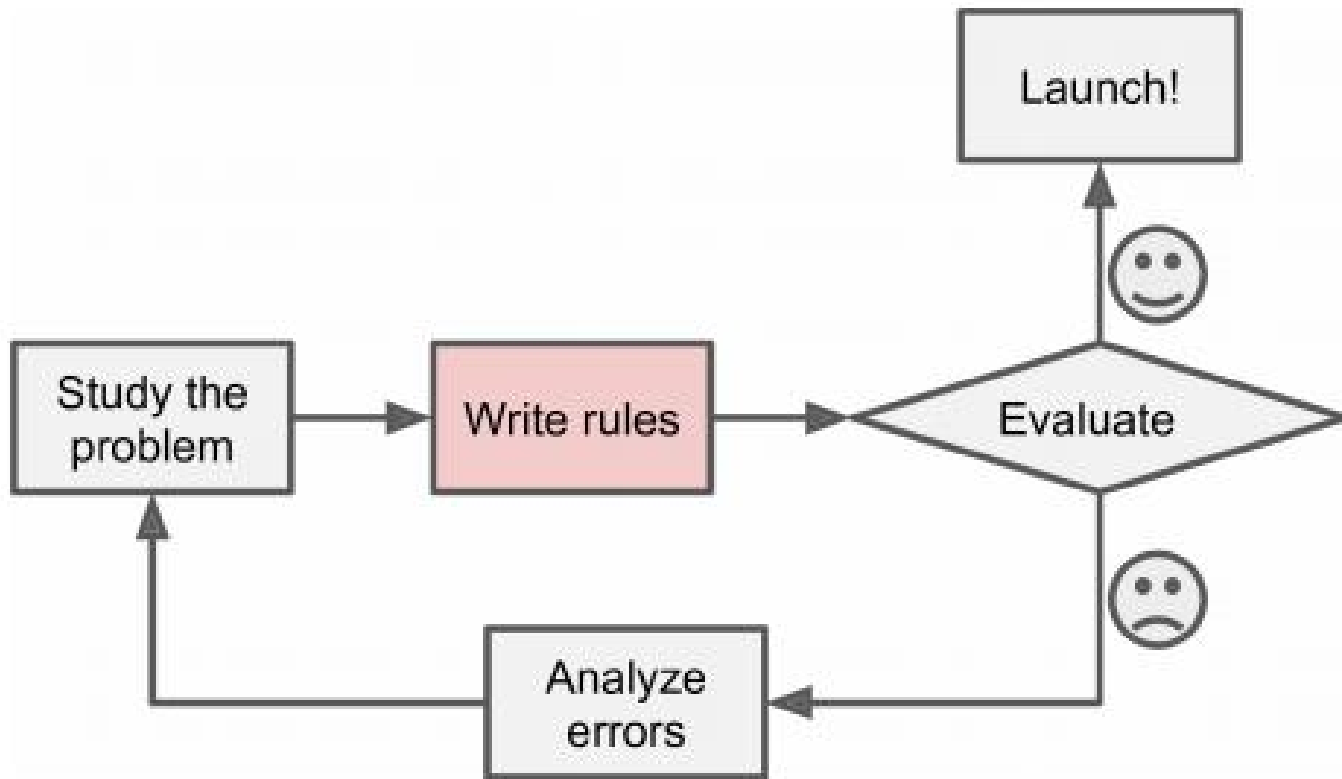 Launch!
Study the
problem
Write rules
Evaluate
Analyze
errors